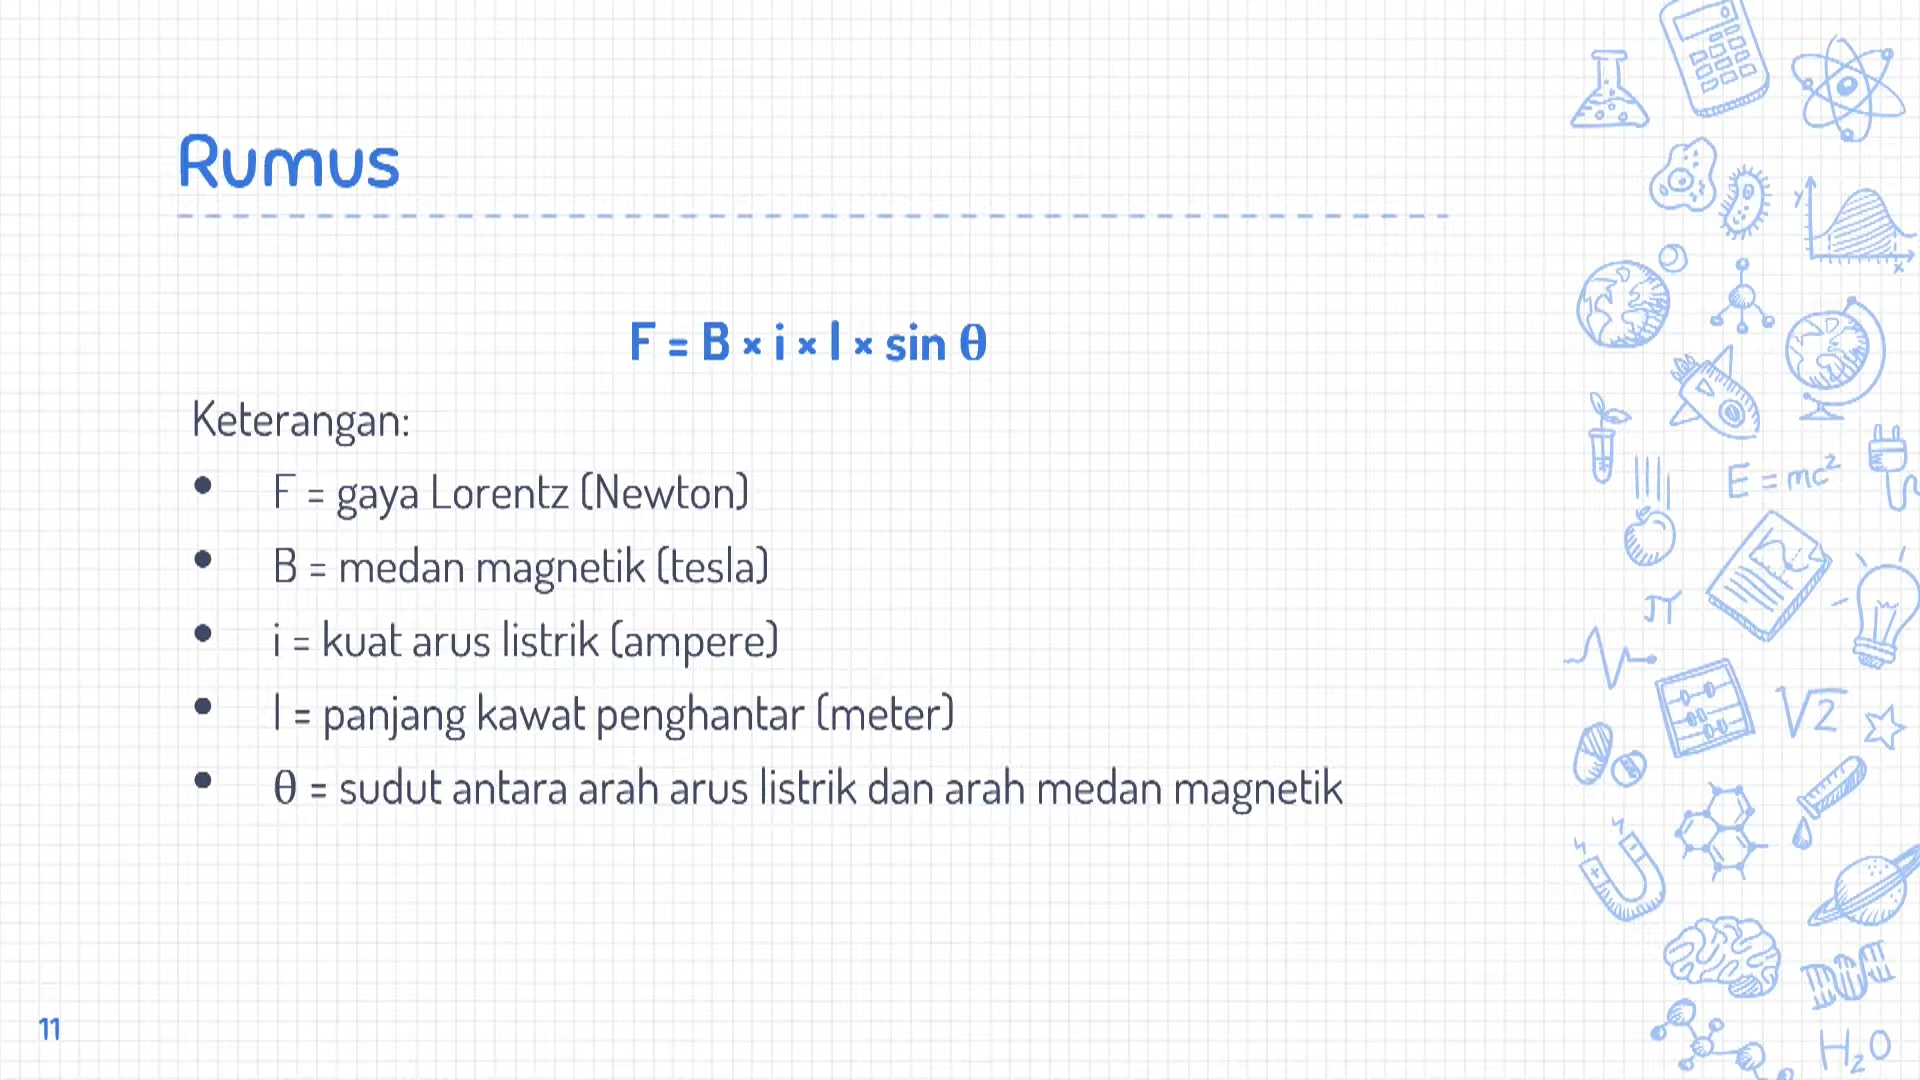 Rumus
F = B × i × l × sin θ
Keterangan:
• F = gaya Lorentz (Newton)
• B = medan magnetik (tesla)
• i = kuat arus listrik (ampere)
• l = panjang kawat penghantar (meter)
• θ = sudut antara arah arus listrik dan arah medan magnetik
11
y
x
E = mc²
π
√2
H₂O